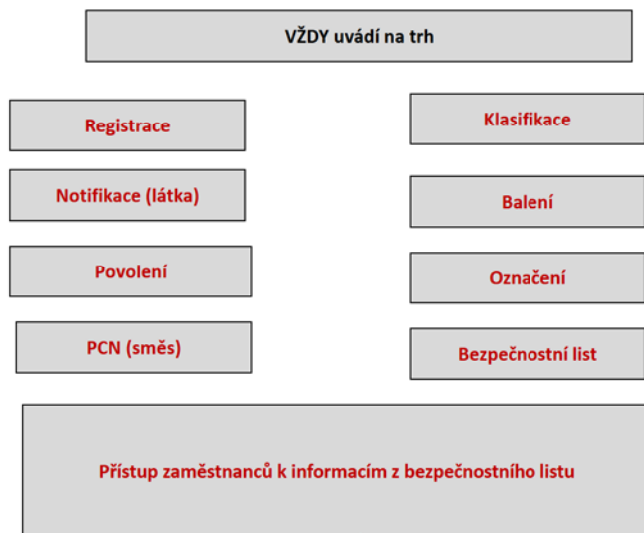 VŽDY uvádí na trh
Registrace
Klasifikace
Notifikace (látka)
Balení
Povolení
Označení
PCN (směs)
Bezpečnostní list
Přístup zaměstnanců k informacím z bezpečnostního listu